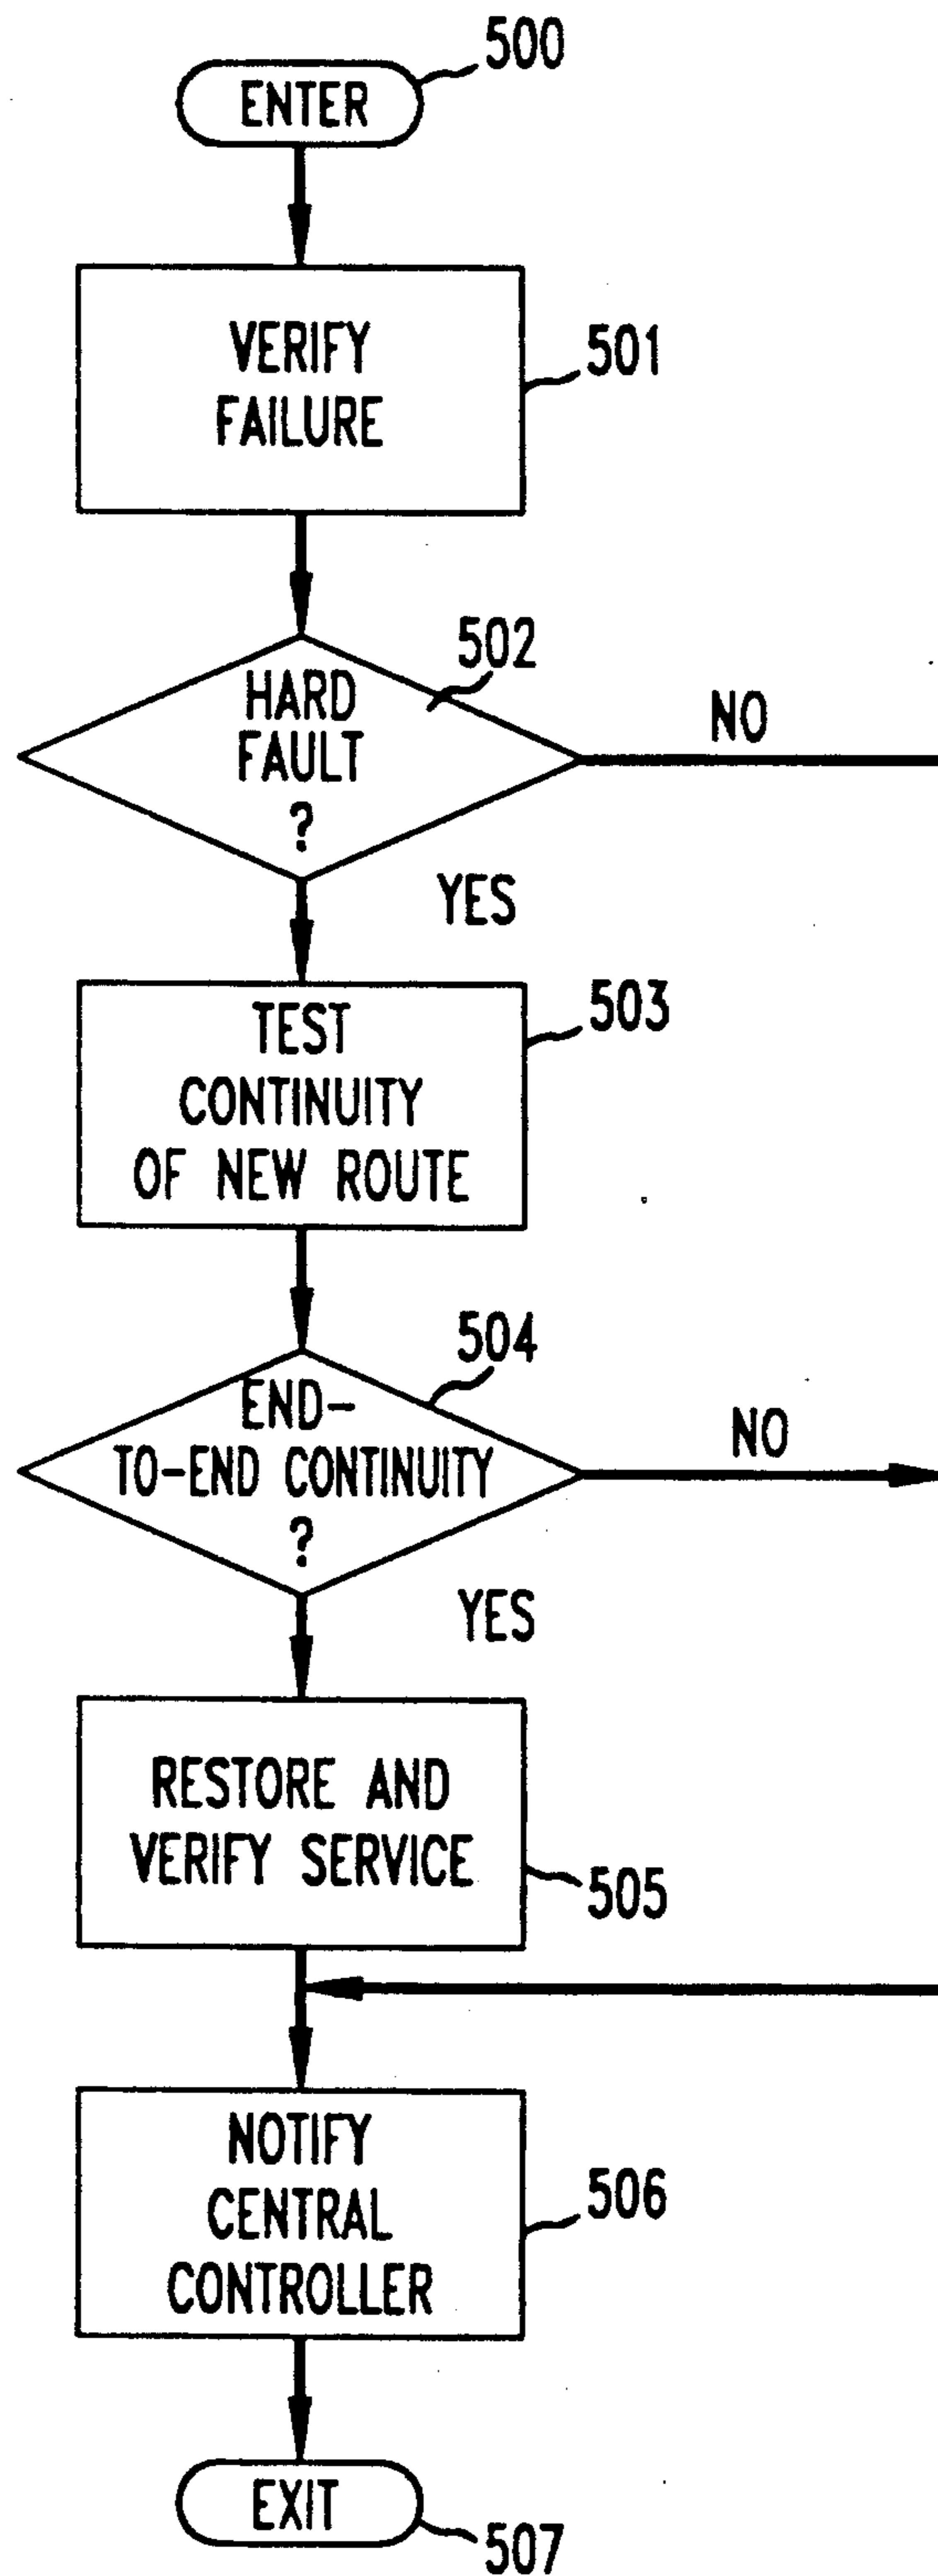 500
ENTER
VERIFY
FAILURE
501
502
HARD
FAULT
?
NO
YES
TEST
CONTINUITY
OF NEW ROUTE
503
504
END-
TO-END CONTINUITY
?
NO
YES
RESTORE AND
VERIFY SERVICE
505
NOTIFY
CENTRAL
CONTROLLER
506
EXIT
507